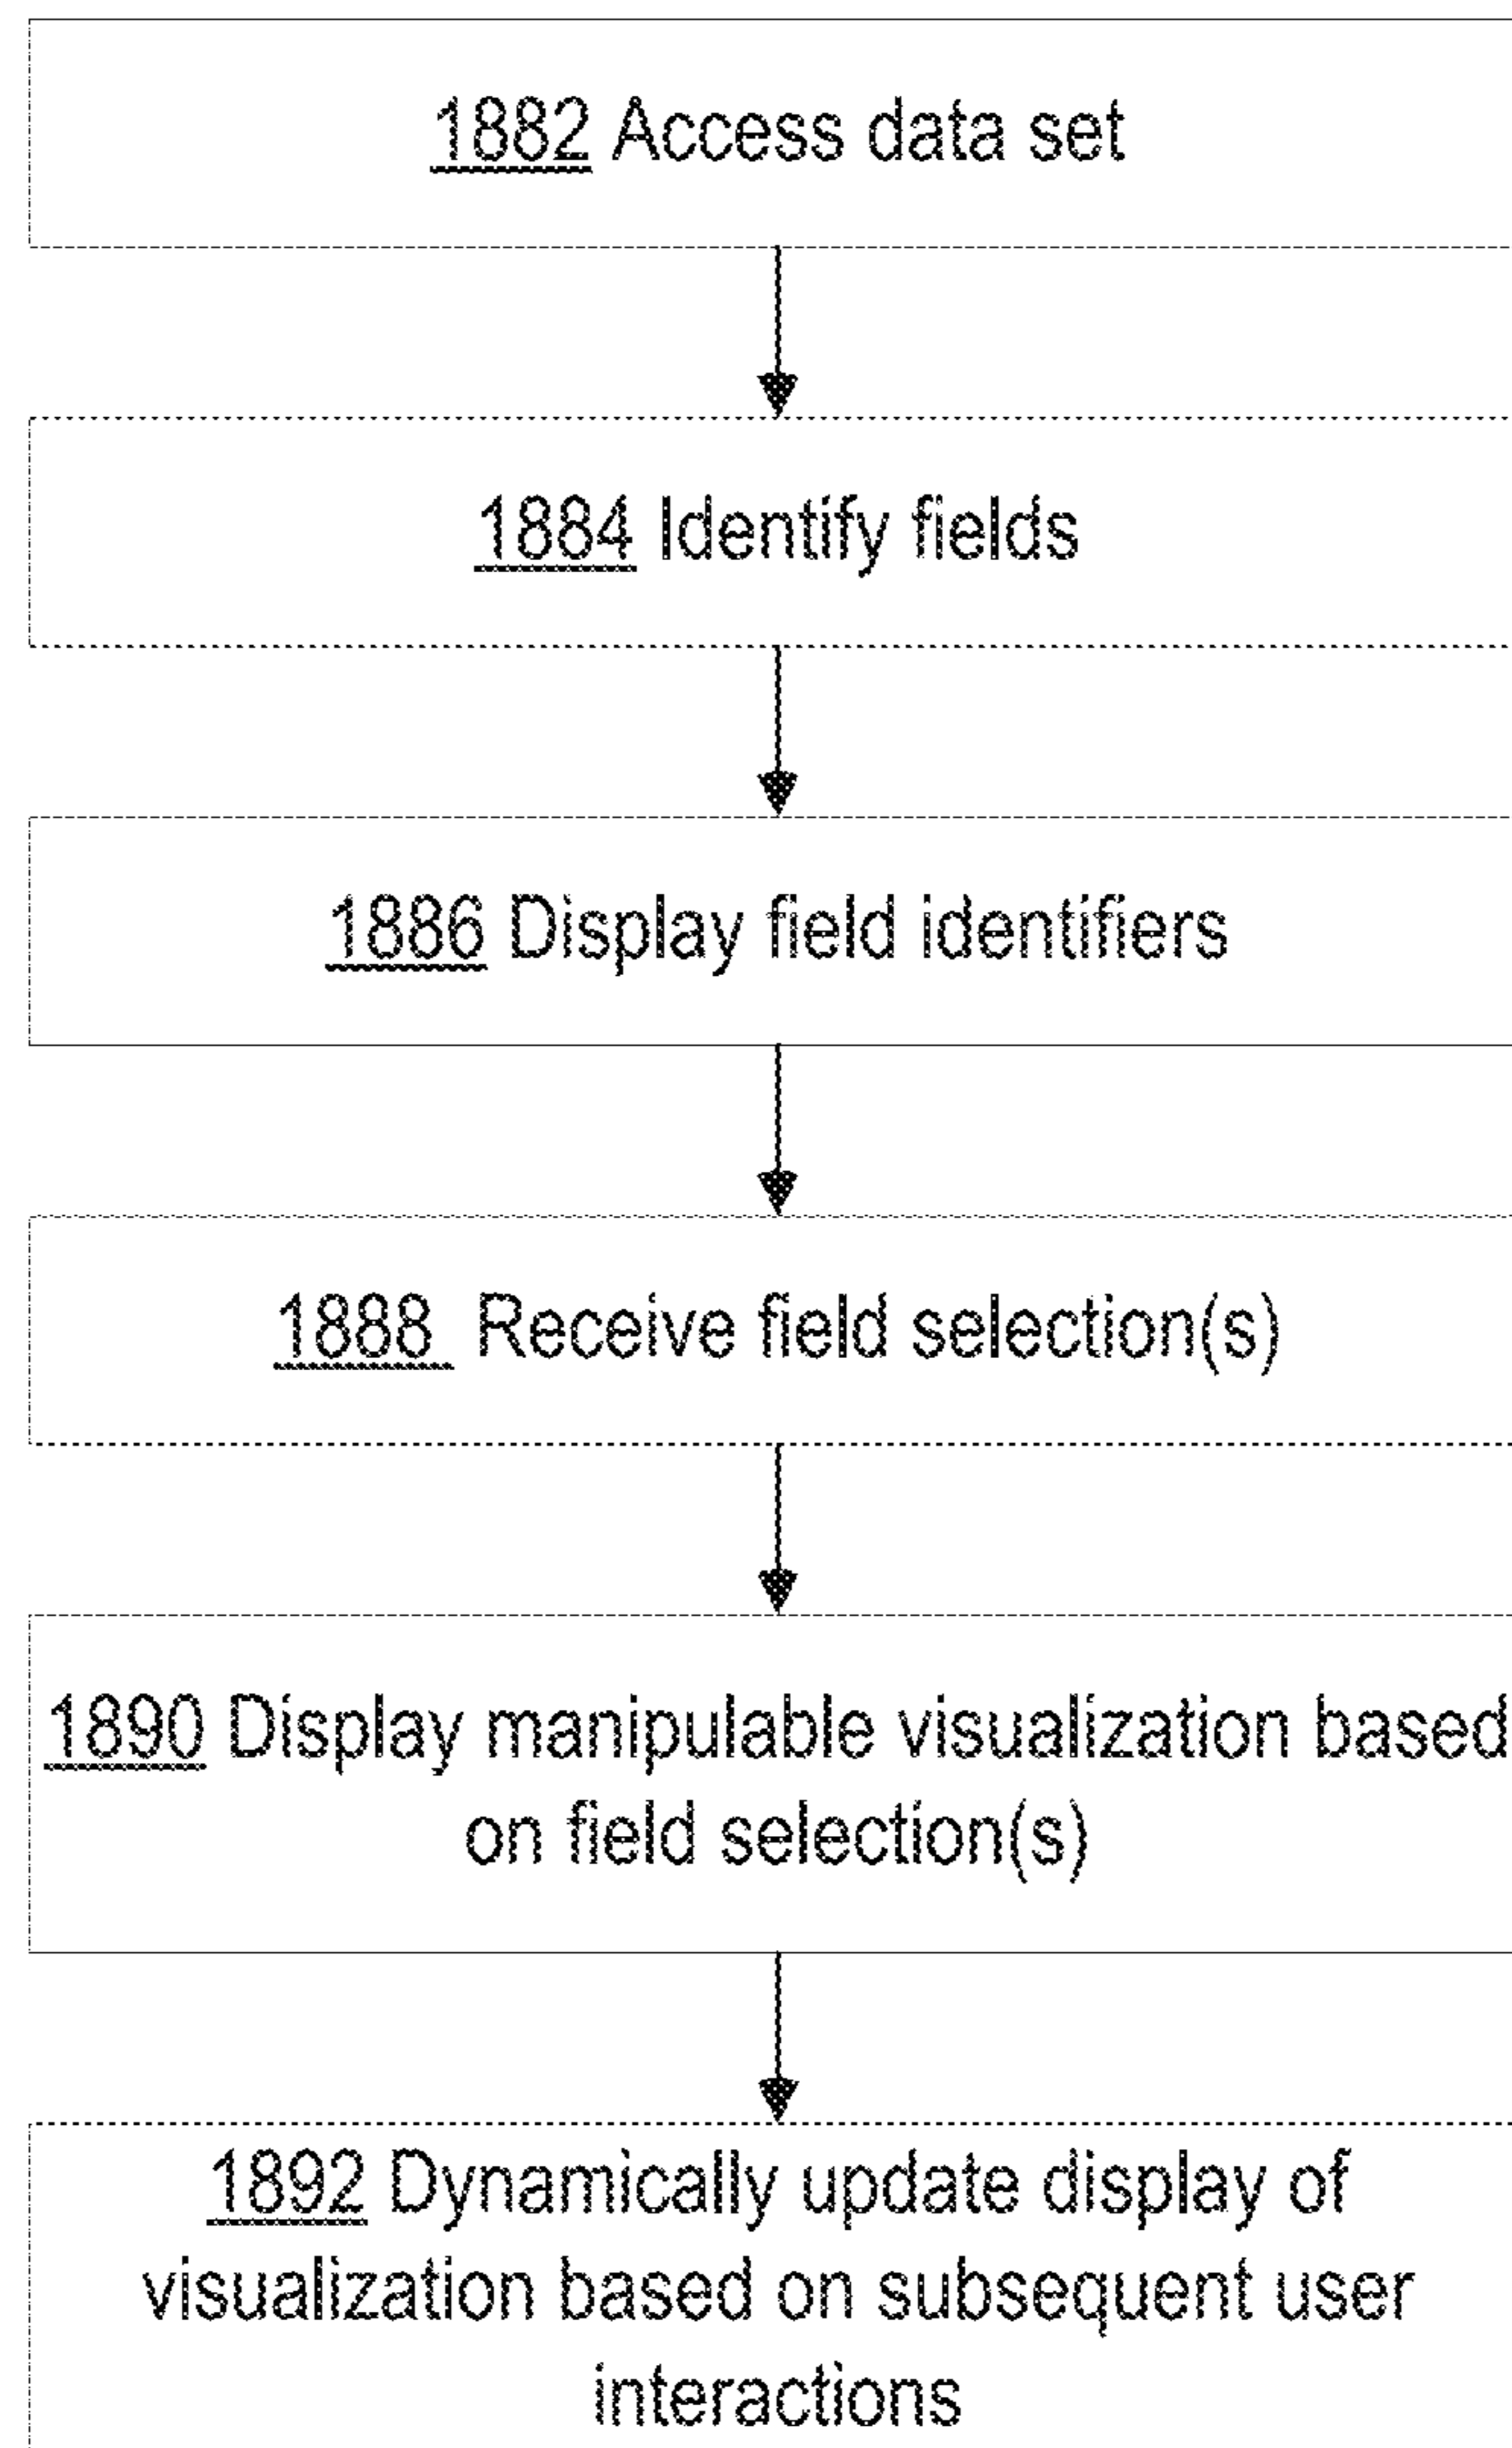 1882 Access data set
1884 Identify fields
1886 Display field identifiers
1888 Receive field selection(s)
1890 Display manipulable visualization based
on field selection(s)
1892 Dynamically update display of
visualization based on subsequent user
interactions